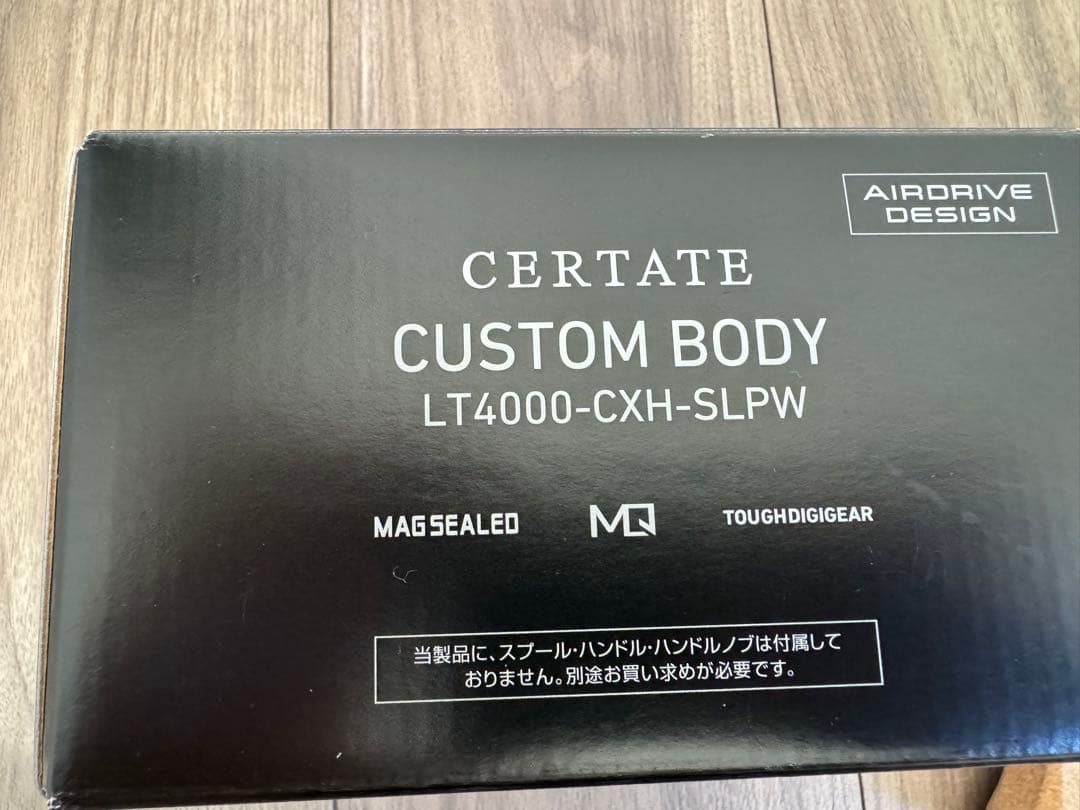 AIRDRIVE
DESIGN
CERTATE
CUSTOM BODY
LT4000-CXH-SLPW
MAGSEALED MQ TOUGHDIGIGEAR
当製品に、スプール・ハンドル・ハンドルノブは付属して
おりません。別途お買い求めが必要です。